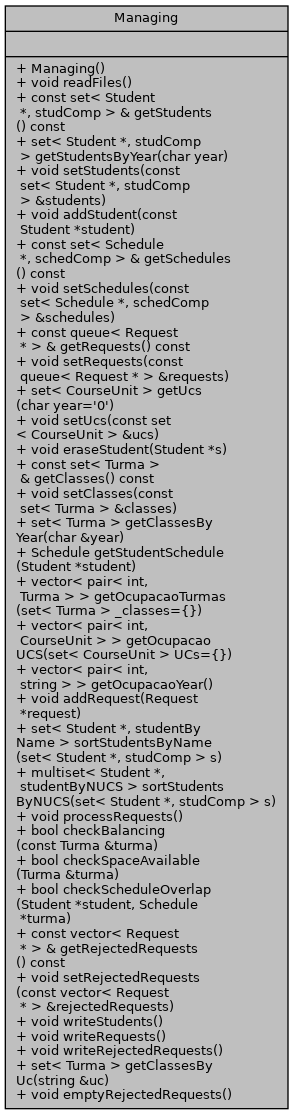 Managing
+ Managing()
+ void readFiles()
+ const set< Student
 *, studComp > & getStudents
() const
+ set< Student *, studComp
 > getStudentsByYear(char year)
+ void setStudents(const
 set< Student *, studComp
 > &students)
+ void addStudent(const
 Student *student)
+ const set< Schedule
 *, schedComp > & getSchedules
() const
+ void setSchedules(const
 set< Schedule *, schedComp
 > &schedules)
+ const queue< Request
 * > & getRequests() const
+ void setRequests(const
 queue< Request * > &requests)
+ set< CourseUnit > getUcs
(char year='0')
+ void setUcs(const set
< CourseUnit > &ucs)
+ void eraseStudent(Student *s)
+ const set< Turma >
 & getClasses() const
+ void setClasses(const
 set< Turma > &classes)
+ set< Turma > getClassesBy
Year(char &year)
+ Schedule getStudentSchedule
(Student *student)
+ vector< pair< int,
 Turma > > getOcupacaoTurmas
(set< Turma > _classes={})
+ vector< pair< int,
 CourseUnit > > getOcupacao
UCS(set< CourseUnit > UCs={})
+ vector< pair< int,
 string > > getOcupacaoYear()
+ void addRequest(Request
 *request)
+ set< Student *, studentBy
Name > sortStudentsByName
(set< Student *, studComp > s)
+ multiset< Student *,
 studentByNUCS > sortStudents
ByNUCS(set< Student *, studComp > s)
+ void processRequests()
+ bool checkBalancing
(const Turma &turma)
+ bool checkSpaceAvailable
(Turma &turma)
+ bool checkScheduleOverlap
(Student *student, Schedule
 *turma)
+ const vector< Request
 * > & getRejectedRequests
() const
+ void setRejectedRequests
(const vector< Request
 * > &rejectedRequests)
+ void writeStudents()
+ void writeRequests()
+ void writeRejectedRequests()
+ set< Turma > getClassesBy
Uc(string &uc)
+ void emptyRejectedRequests()